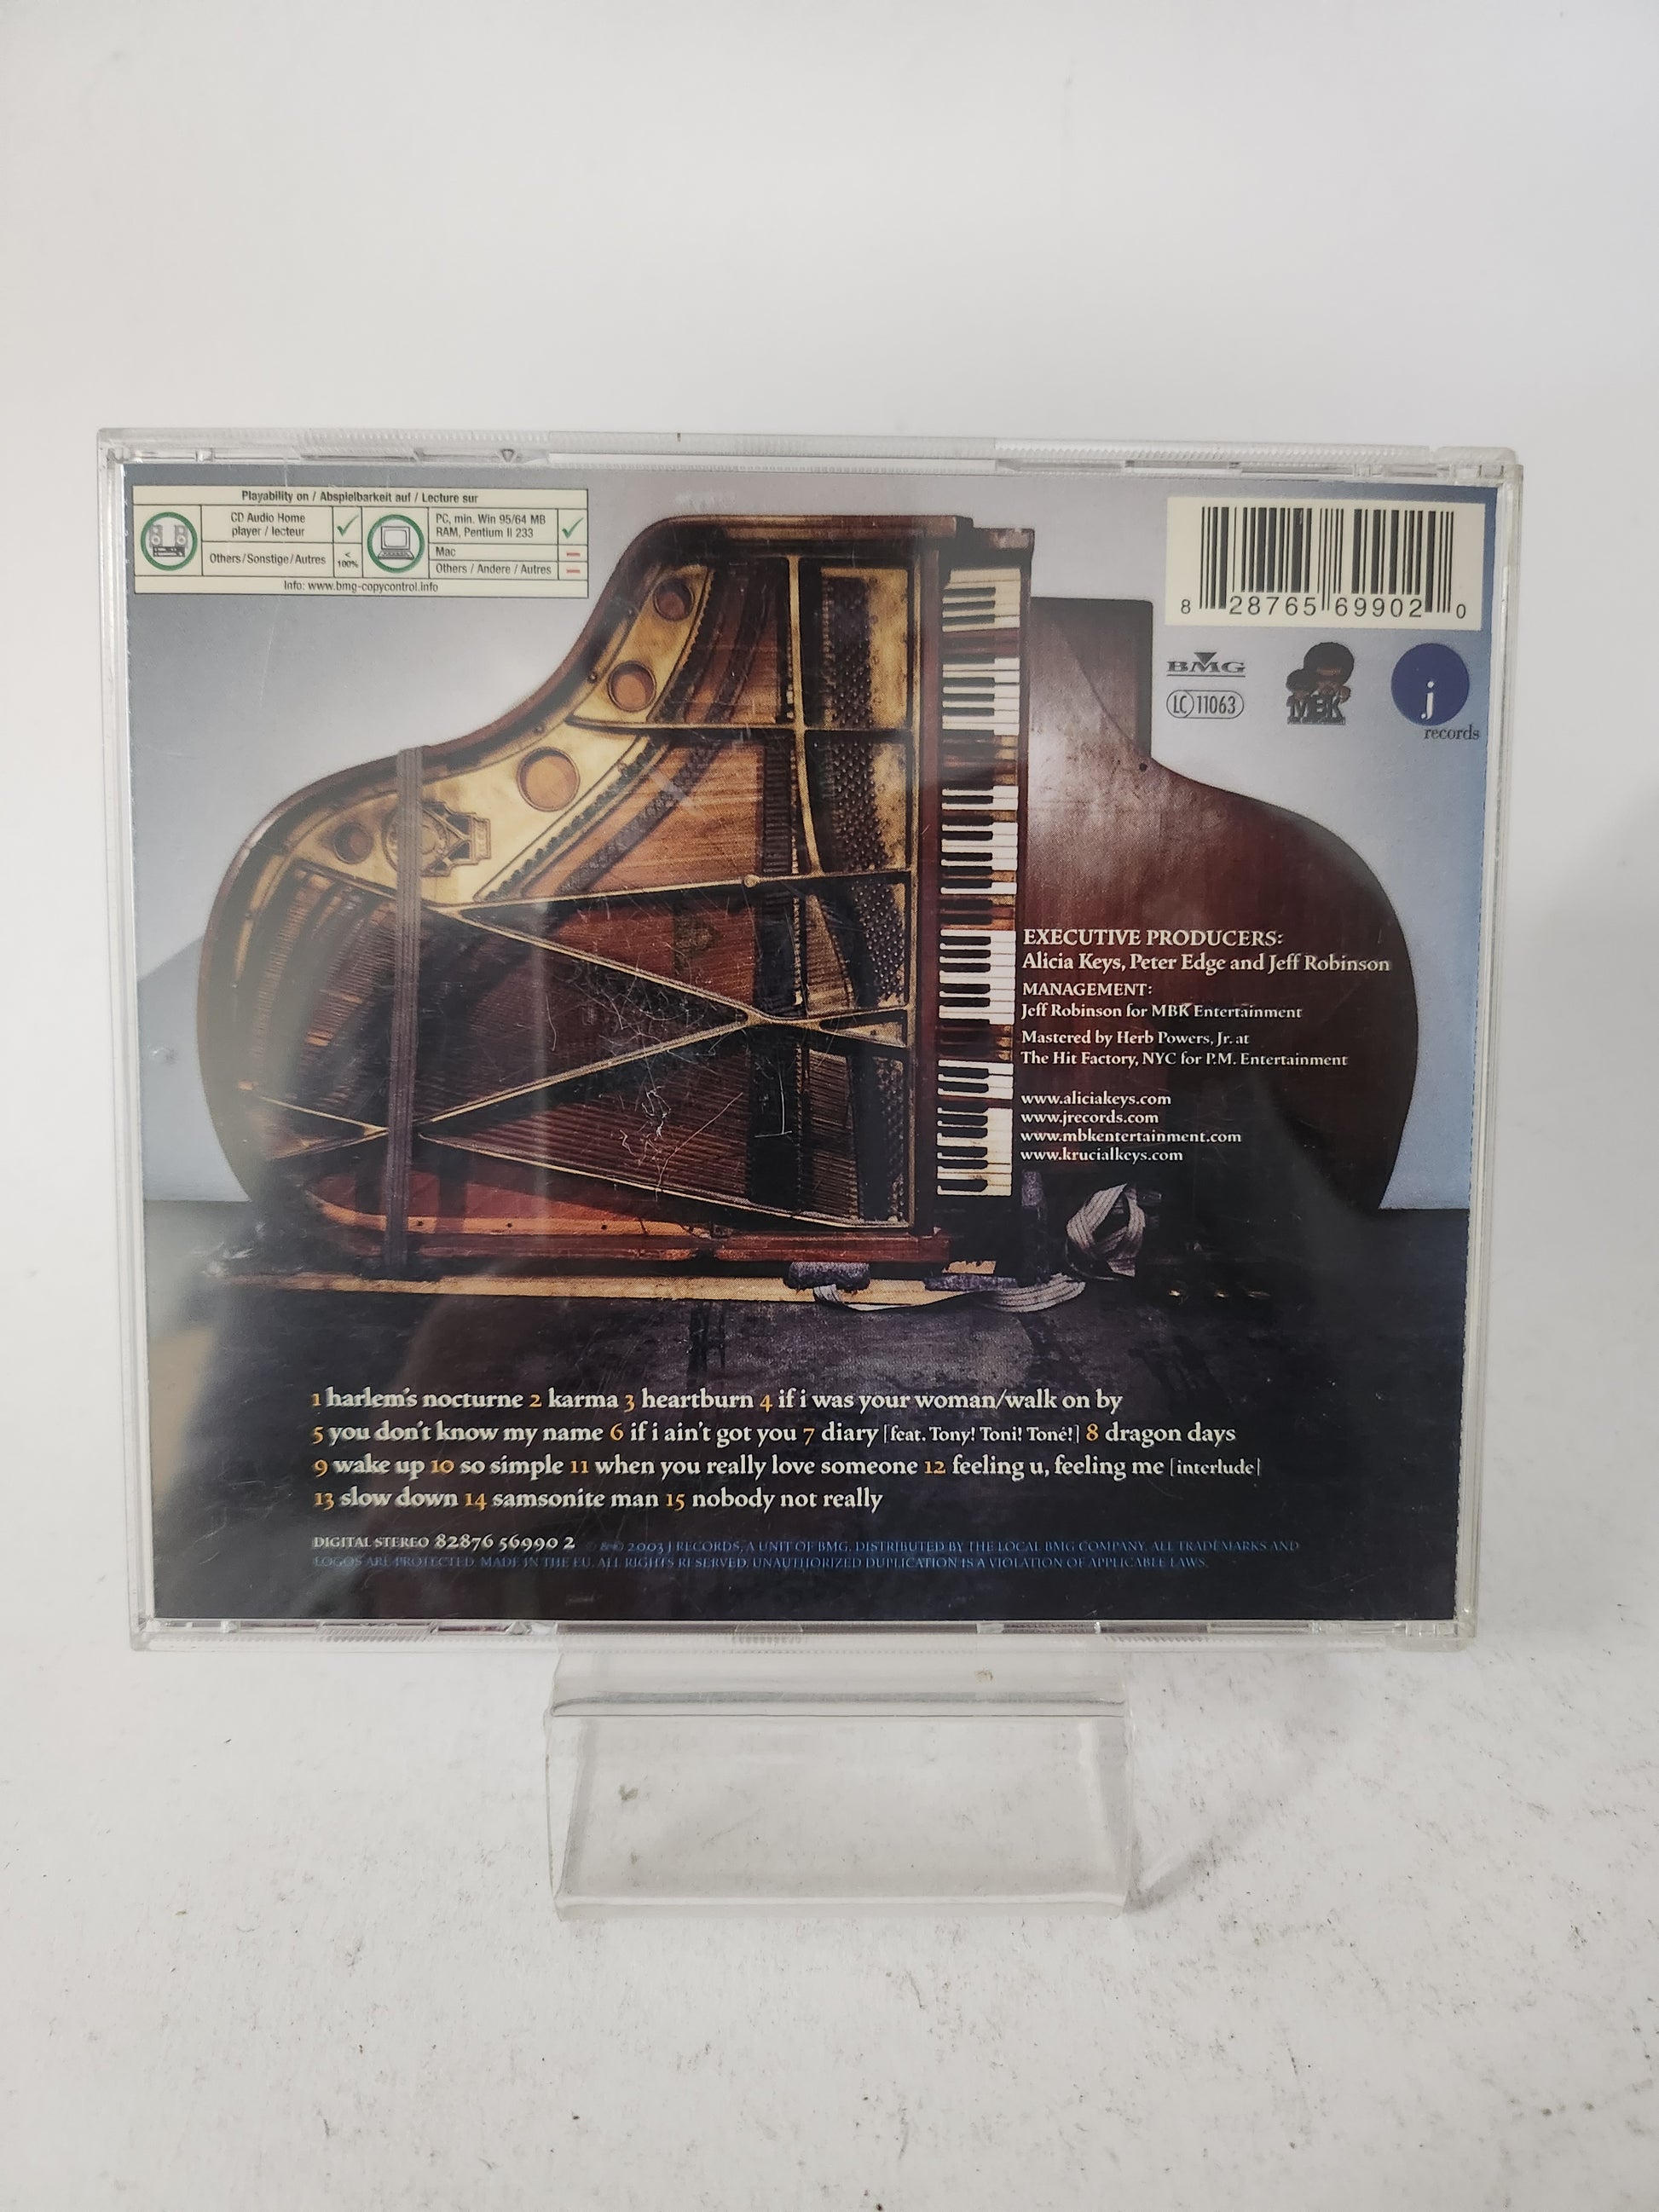 Playability on / Abspielbarkeit auf / Lecture sur
CD Audio Home
player / lecteur
Others/Sonstige/Autres
<
100%
PC, min. Win 95/64 MB
RAM, Pentium II 233
Mac
Others / Andere / Autres
Info: www.bmg-copycontrol.info
8 28765 69902 0
BMG
LC 11063
MBK
j
records
EXECUTIVE PRODUCERS:
Alicia Keys, Peter Edge and Jeff Robinson
MANAGEMENT:
Jeff Robinson for MBK Entertainment
Mastered by Herb Powers, Jr. at
The Hit Factory, NYC for P.M. Entertainment
www.aliciakeys.com
www.jrecords.com
www.mbkentertainment.com
www.krucialkeys.com
1 harlem's nocturne 2 karma 3 heartburn 4 if i was your woman/walk on by
5 you don't know my name 6 if i ain't got you 7 diary [feat. Tony! Toni! Toné!] 8 dragon days
9 wake up 10 so simple 11 when you really love someone 12 feeling u, feeling me [interlude]
13 slow down 14 samsonite man 15 nobody not really
DIGITAL STEREO 82876 56990 2 ℗ & © 2003 J RECORDS, A UNIT OF BMG. DISTRIBUTED BY THE LOCAL BMG COMPANY. ALL TRADEMARKS AND
LOGOS ARE PROTECTED. MADE IN THE EU. ALL RIGHTS RESERVED. UNAUTHORIZED DUPLICATION IS A VIOLATION OF APPLICABLE LAWS.